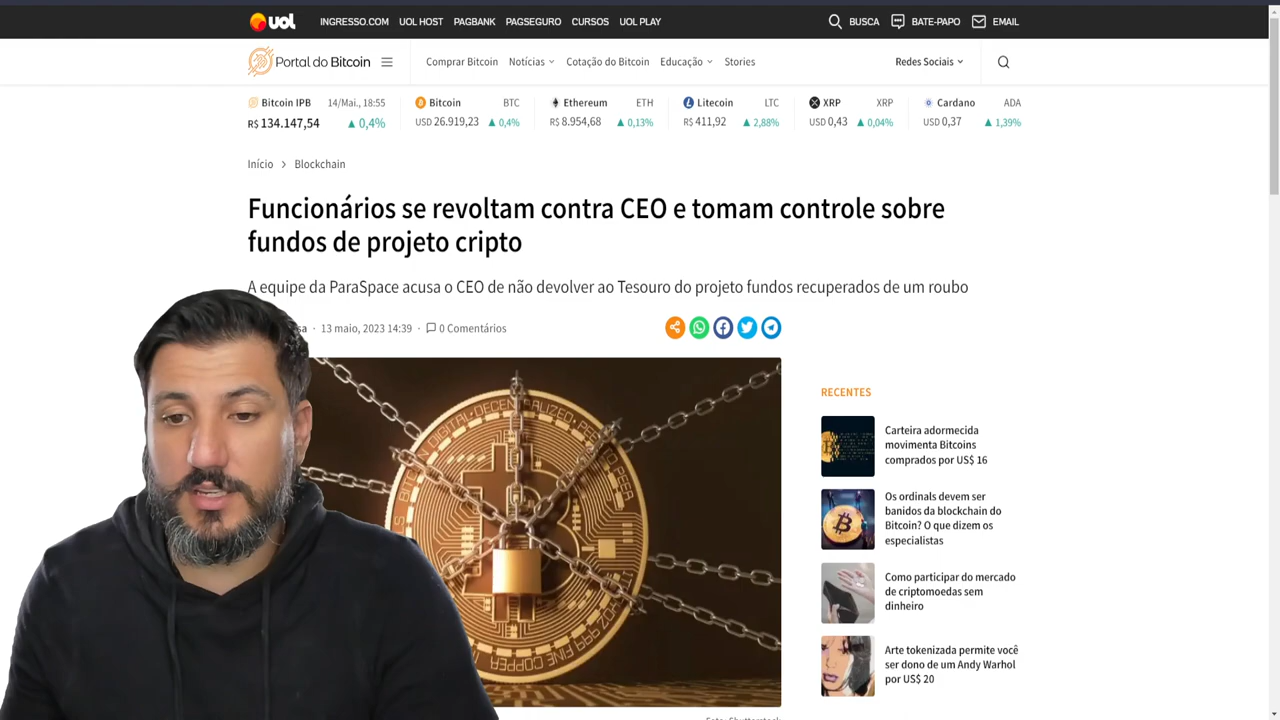 uol INGRESSO.COM UOL HOST PAGBANK PAGSEGURO CURSOS UOL PLAY BUSCA BATE-PAPO EMAIL
Portal do Bitcoin Comprar Bitcoin Notícias Cotação do Bitcoin Educação Stories Redes Sociais
Bitcoin IPB 14/Mai., 18:55 Bitcoin BTC Ethereum ETH Litecoin LTC XRP XRP Cardano ADA
R$ 134.147,54 ▲ 0,4% USD 26.919,23 ▲ 0,4% R$ 8.954,68 ▲ 0,13% R$ 411,92 ▲ 2,88% USD 0,43 ▲ 0,04% USD 0,37 ▲ 1,39%
Início > Blockchain
Funcionários se revoltam contra CEO e tomam controle sobre
fundos de projeto cripto
A equipe da ParaSpace acusa o CEO de não devolver ao Tesouro do projeto fundos recuperados de um roubo
· 13 maio, 2023 14:39 · 0 Comentários
DIGITAL DECENTRALIZED PEER
999 FINE COPPER
RECENTES
Carteira adormecida
movimenta Bitcoins
comprados por US$ 16
Os ordinals devem ser
banidos da blockchain do
Bitcoin? O que dizem os
especialistas
Como participar do mercado
de criptomoedas sem
dinheiro
Arte tokenizada permite você
ser dono de um Andy Warhol
por US$ 20